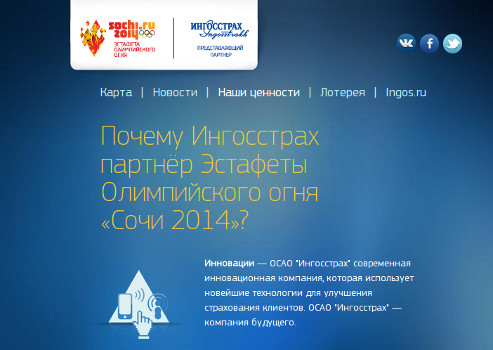 sochi.ru
2014
ЭСТАФЕТА
ОЛИМПИЙСКОГО
ОГНЯ
ИНГОССТРАХ
Ingosstrakh
ПРЕДСТАВЛЯЮЩИЙ
ПАРТНЕР
Карта | Новости | Наши ценности | Лотерея | Ingos.ru
Почему Ингосстрах
партнёр Эстафеты
Олимпийского огня
«Сочи 2014»?
Инновации — ОСАО "Ингосстрах" современная
инновационная компания, которая использует
новейшие технологии для улучшения
страхования клиентов. ОСАО "Ингосстрах" —
компания будущего.